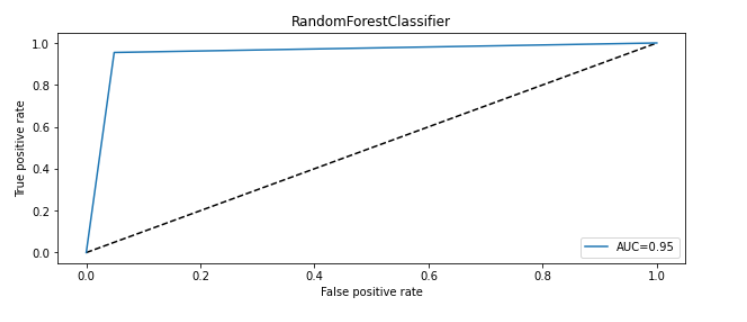 RandomForestClassifier
1.0
0.8
0.6
0.4
0.2
0.0
True positive rate
AUC=0.95
0.0 0.2 0.4 0.6 0.8 1.0
False positive rate